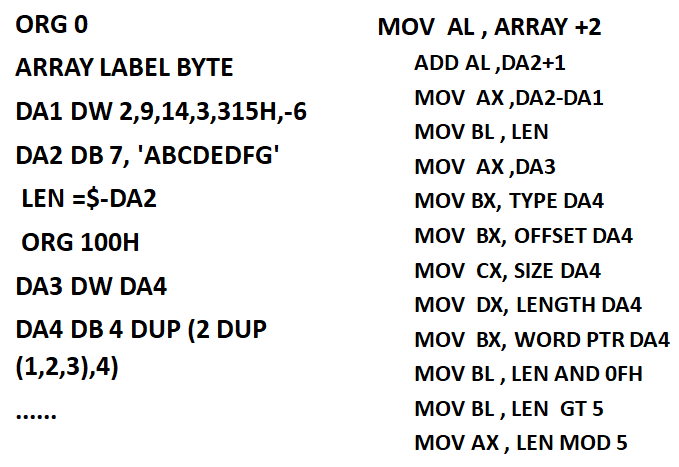 ORG 0
ARRAY LABEL BYTE
DA1 DW 2,9,14,3,315H,-6
DA2 DB 7, 'ABCDEDFG'
LEN =$-DA2
ORG 100H
DA3 DW DA4
DA4 DB 4 DUP (2 DUP
(1,2,3),4)
......
MOV AL , ARRAY +2
ADD AL ,DA2+1
MOV AX ,DA2-DA1
MOV BL , LEN
MOV AX ,DA3
MOV BX, TYPE DA4
MOV BX, OFFSET DA4
MOV CX, SIZE DA4
MOV DX, LENGTH DA4
MOV BX, WORD PTR DA4
MOV BL , LEN AND 0FH
MOV BL , LEN GT 5
MOV AX , LEN MOD 5